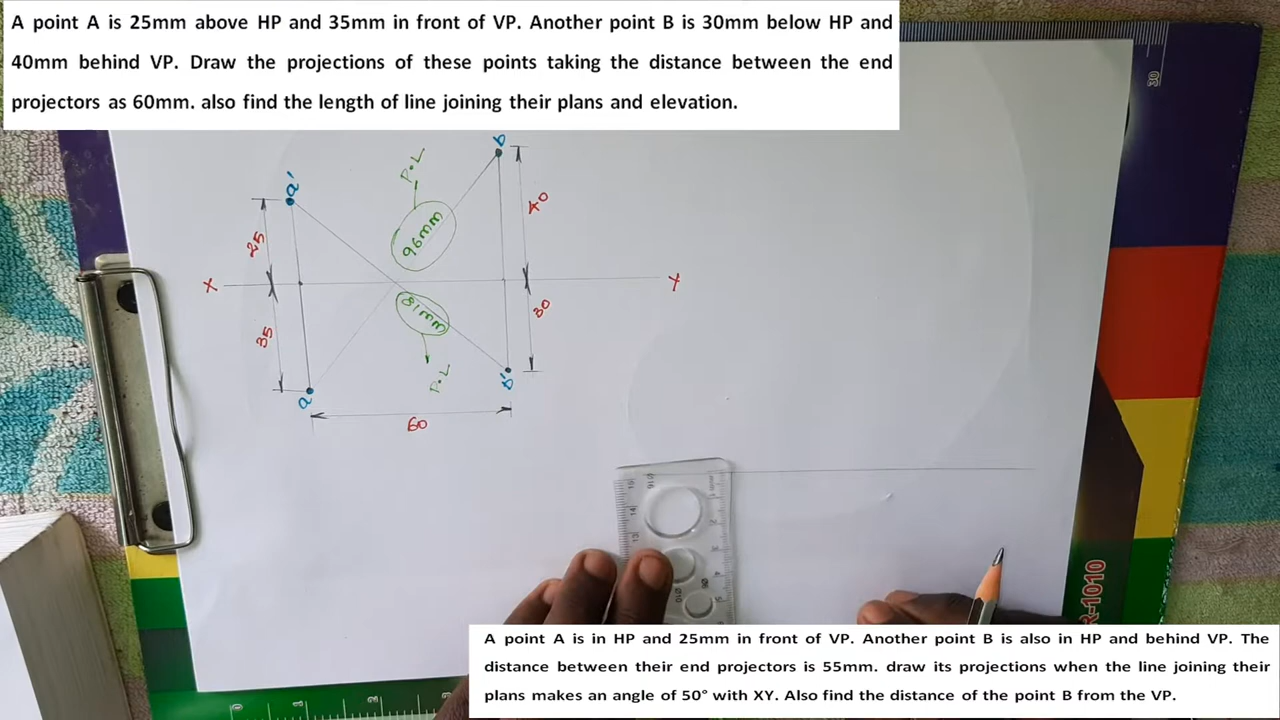 A point A is 25mm above HP and 35mm in front of VP. Another point B is 30mm below HP and
40mm behind VP. Draw the projections of these points taking the distance between the end
projectors as 60mm. also find the length of line joining their plans and elevation.
30
b
P.L
a'
40
96mm
25
X
Y
81mm
30
35
P.L
b'
a
60
R-1010
0
1
2
3
A point A is in HP and 25mm in front of VP. Another point B is also in HP and behind VP. The
distance between their end projectors is 55mm. draw its projections when the line joining their
plans makes an angle of 50° with XY. Also find the distance of the point B from the VP.